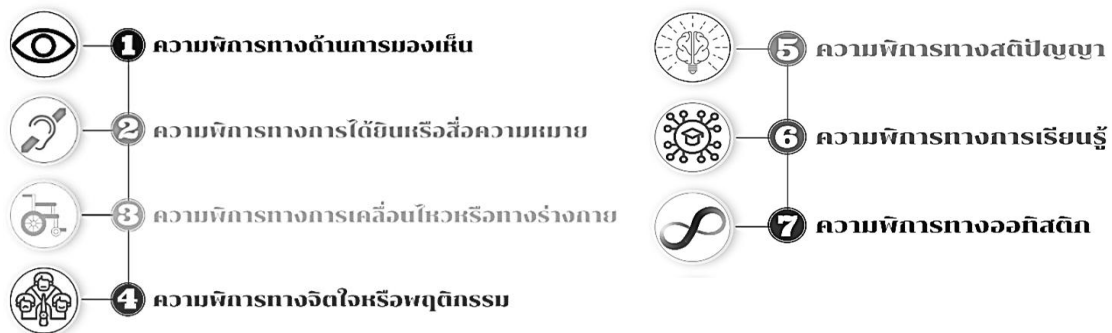 1 ความพิการทางด้านการมองเห็น
2 ความพิการทางการได้ยินหรือสื่อความหมาย
3 ความพิการทางการเคลื่อนไหวหรือทางร่างกาย
4 ความพิการทางจิตใจหรือพฤติกรรม
5 ความพิการทางสติปัญญา
6 ความพิการทางการเรียนรู้
7 ความพิการทางออทิสติก